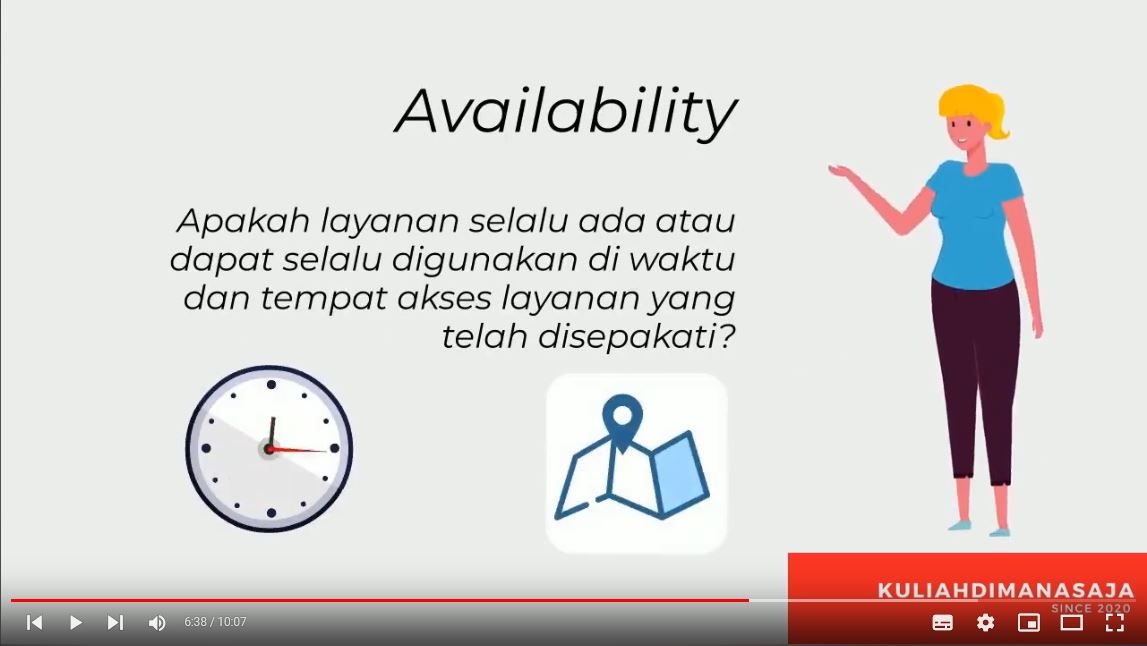 Availability
Apakah layanan selalu ada atau
dapat selalu digunakan di waktu
dan tempat akses layanan yang
telah disepakati?
KULIAHDIMANASAJA
SINCE 2020
6:38 / 10:07